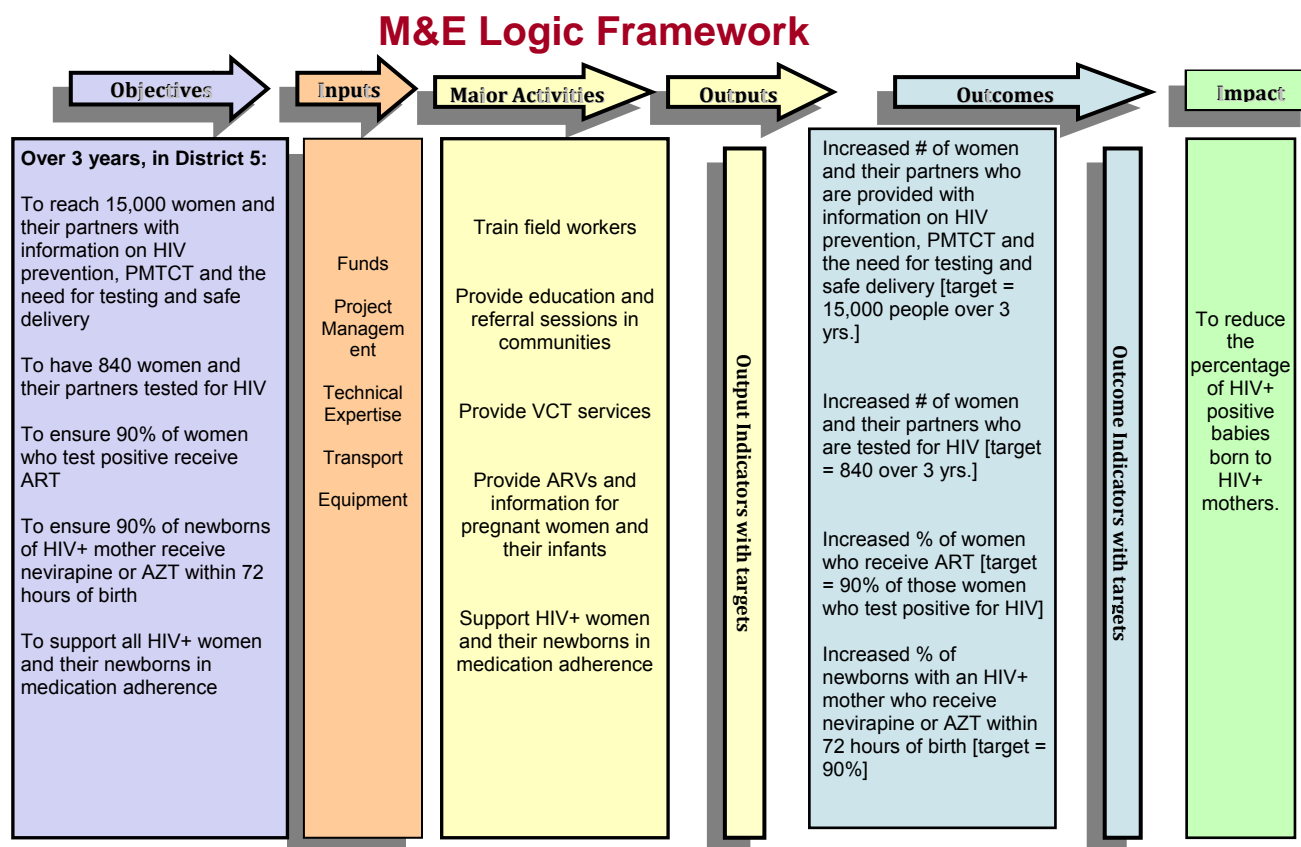 M&E Logic Framework
Objectives
Inputs
Major Activities
Outputs
Outcomes
Impact
Over 3 years, in District 5:
To reach 15,000 women and
their partners with
information on HIV
prevention, PMTCT and the
need for testing and safe
delivery
To have 840 women and
their partners tested for HIV
To ensure 90% of women
who test positive receive
ART
To ensure 90% of newborns
of HIV+ mother receive
nevirapine or AZT within 72
hours of birth
To support all HIV+ women
and their newborns in
medication adherence
Funds
Project
Managem
ent
Technical
Expertise
Transport
Equipment
Train field workers
Provide education and
referral sessions in
communities
Provide VCT services
Provide ARVs and
information for
pregnant women and
their infants
Support HIV+ women
and their newborns in
medication adherence
Output Indicators with targets
Increased # of women
and their partners who
are provided with
information on HIV
prevention, PMTCT and
the need for testing and
safe delivery [target =
15,000 people over 3
yrs.]
Increased # of women
and their partners who
are tested for HIV [target
= 840 over 3 yrs.]
Increased % of women
who receive ART [target
= 90% of those women
who test positive for HIV]
Increased % of
newborns with an HIV+
mother who receive
nevirapine or AZT within
72 hours of birth [target =
90%]
Outcome Indicators with targets
To reduce
the
percentage
of HIV+
positive
babies
born to
HIV+
mothers.